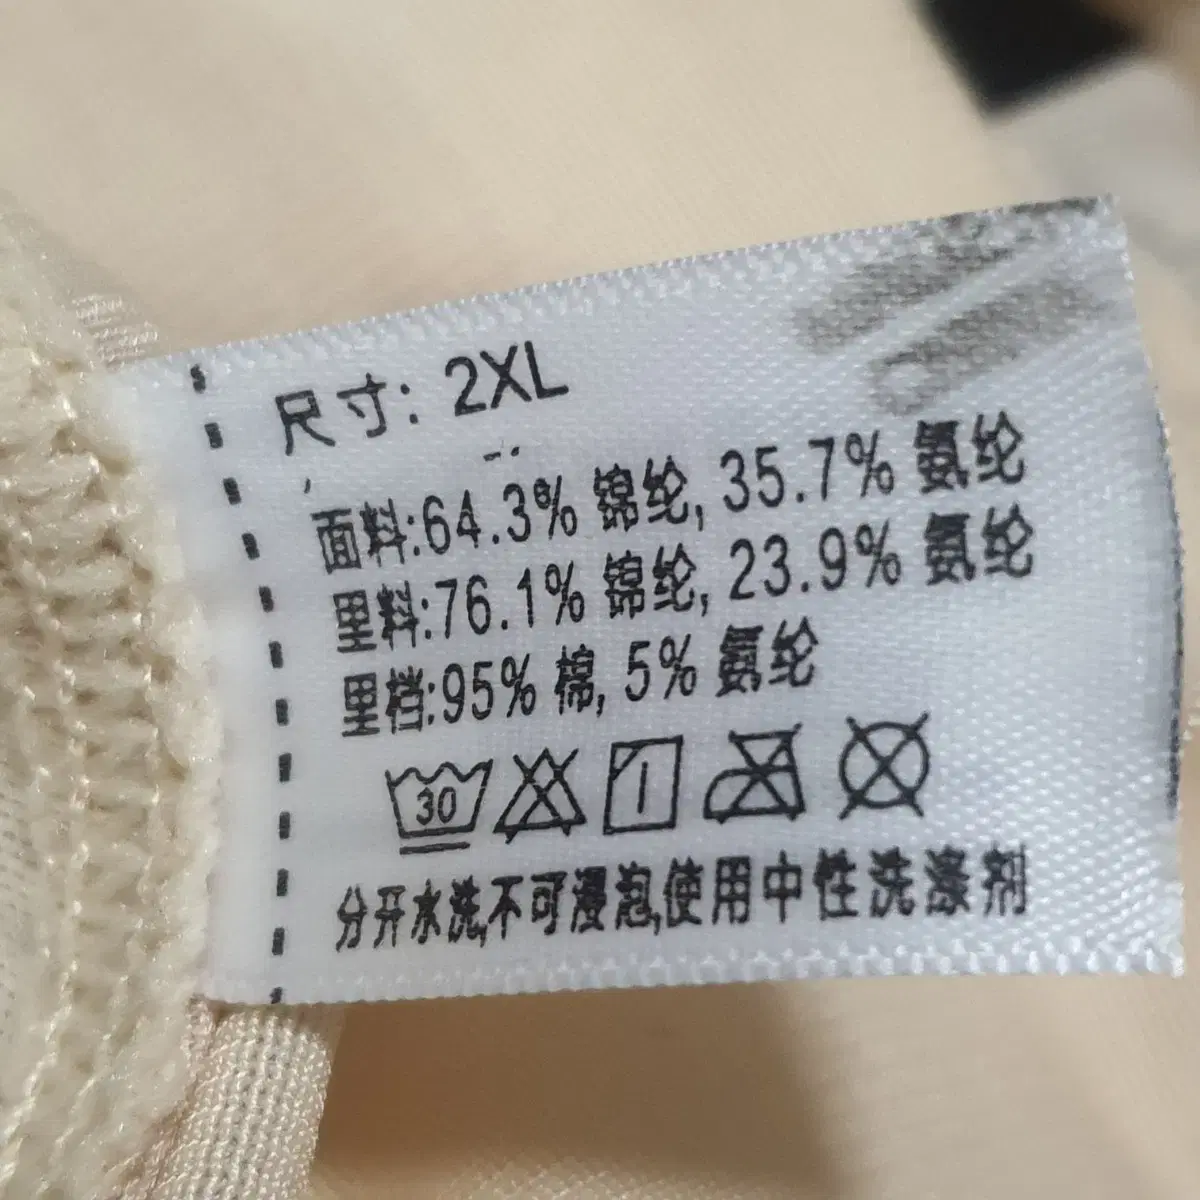 尺寸: 2XL
面料:64.3% 锦纶, 35.7% 氨纶
里料:76.1% 锦纶, 23.9% 氨纶
里档:95% 棉, 5% 氨纶
30
分开水洗,不可浸泡,使用中性洗涤剂